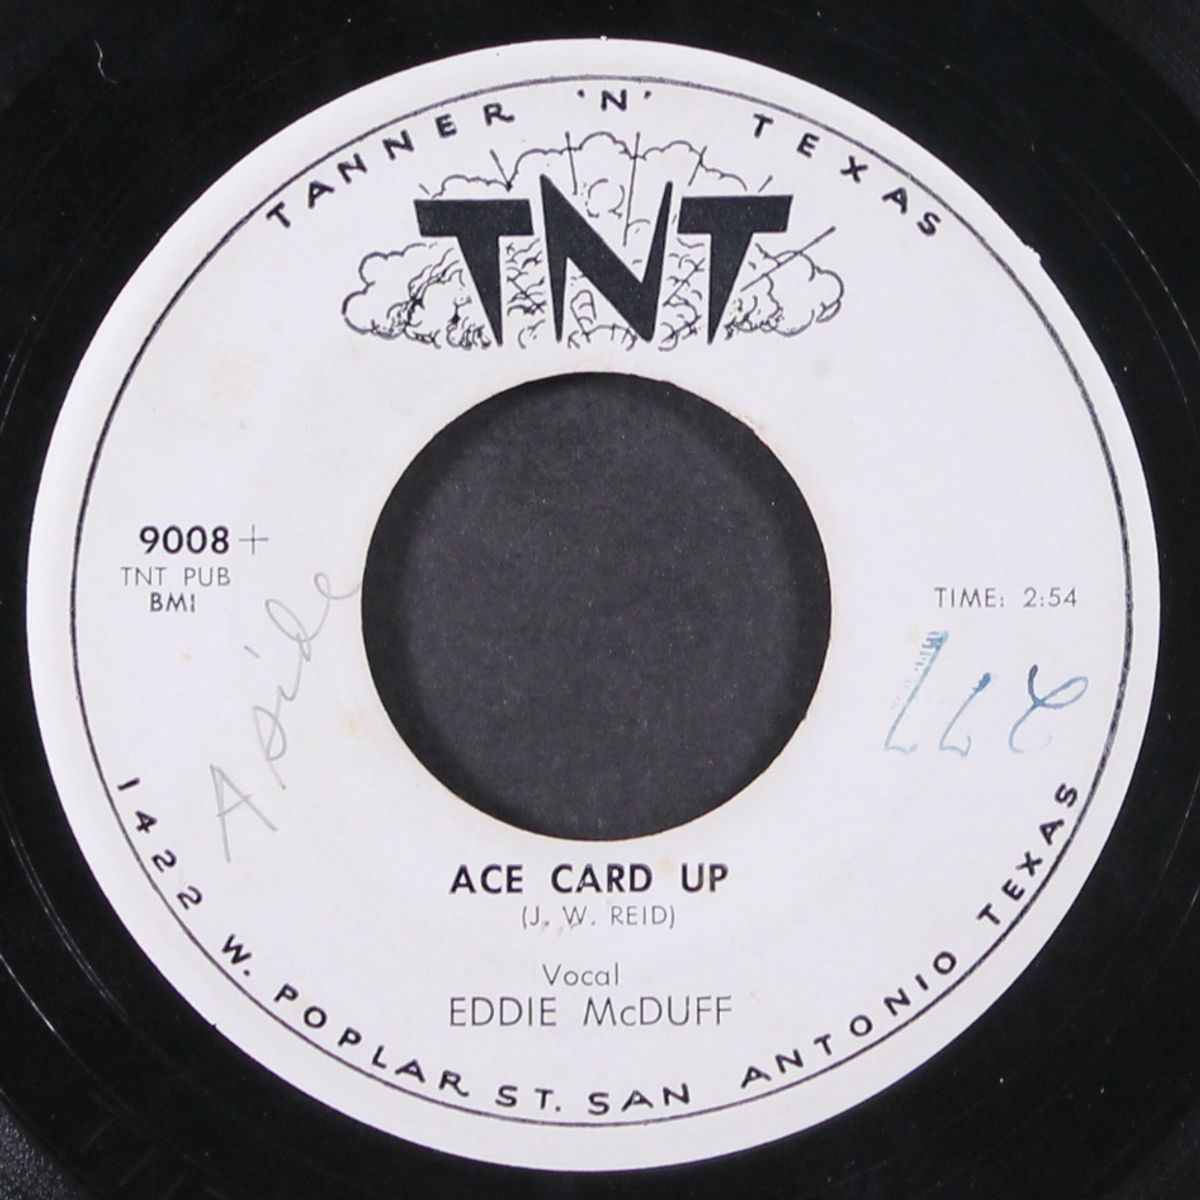 TANNER 'N' TEXAS
TNT
9008+
TNT PUB
BMI
A side
TIME: 2:54
ACE CARD UP
(J. W. REID)
Vocal
EDDIE McDUFF
1422 W. POPLAR ST. SAN ANTONIO TEXAS